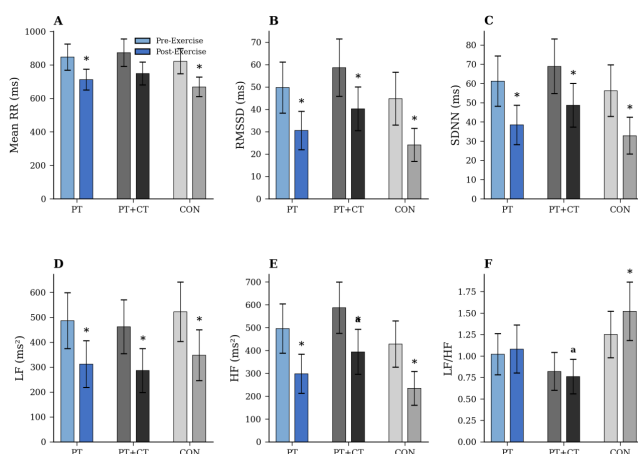 A
B
C
Mean RR (ms)
1000
800
600
400
200
0
Pre-Exercise
Post-Exercise
*
*
PT
PT+CT
CON
RMSSD (ms)
70
60
50
40
30
20
10
0
*
*
*
PT
PT+CT
CON
SDNN (ms)
80
70
60
50
40
30
20
10
0
*
*
*
PT
PT+CT
CON
D
E
F
LF (ms²)
600
500
400
300
200
100
0
*
*
*
PT
PT+CT
CON
HF (ms²)
700
600
500
400
300
200
100
0
*
a
*
PT
PT+CT
CON
LF/HF
1.75
1.50
1.25
1.00
0.75
0.50
0.25
0.00
a
*
PT
PT+CT
CON